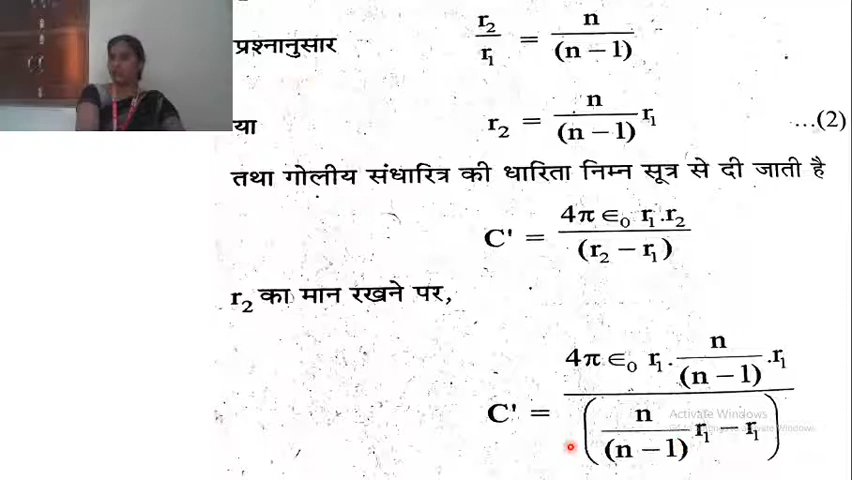 प्रश्नानुसार r₂/r₁ = n/(n – 1)
या r₂ = n/(n – 1) r₁ ...(2)
तथा गोलीय संधारित्र की धारिता निम्न सूत्र से दी जाती है
C' = 4π ∈₀ r₁.r₂/(r₂ – r₁)
r₂ का मान रखने पर,
C' = 4π ∈₀ r₁. n/(n – 1) .r₁/(n/(n – 1) r₁ – r₁)
Activate Windows